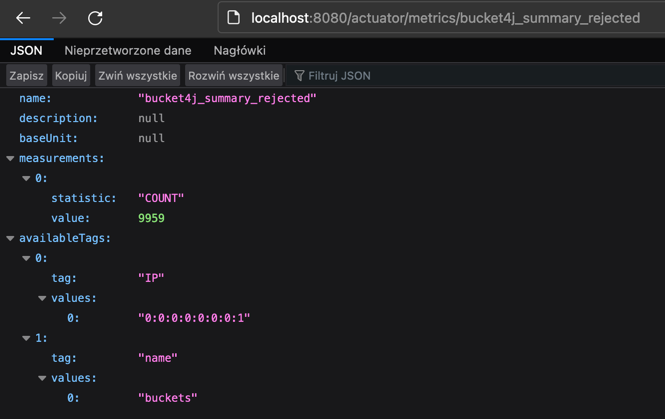 localhost:8080/actuator/metrics/bucket4j_summary_rejected
JSON Nieprzetworzone dane Nagłówki
Zapisz Kopiuj Zwiń wszystkie Rozwiń wszystkie Filtruj JSON
name: "bucket4j_summary_rejected"
description: null
baseUnit: null
measurements:
0:
statistic: "COUNT"
value: 9959
availableTags:
0:
tag: "IP"
values:
0: "0:0:0:0:0:0:0:1"
1:
tag: "name"
values:
0: "buckets"